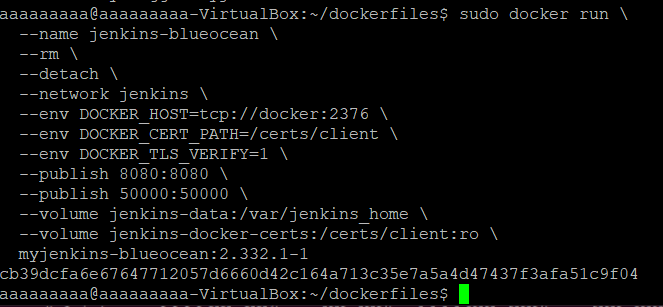 aaaaaaaaa@aaaaaaaaa-VirtualBox:~/dockerfiles$ sudo docker run \
  --name jenkins-blueocean \
  --rm \
  --detach \
  --network jenkins \
  --env DOCKER_HOST=tcp://docker:2376 \
  --env DOCKER_CERT_PATH=/certs/client \
  --env DOCKER_TLS_VERIFY=1 \
  --publish 8080:8080 \
  --publish 50000:50000 \
  --volume jenkins-data:/var/jenkins_home \
  --volume jenkins-docker-certs:/certs/client:ro \
  myjenkins-blueocean:2.332.1-1
cb39dcfa6e67647712057d6660d42c164a713c35e7a5a4d47437f3afa51c9f04
aaaaaaaaa@aaaaaaaaa-VirtualBox:~/dockerfiles$